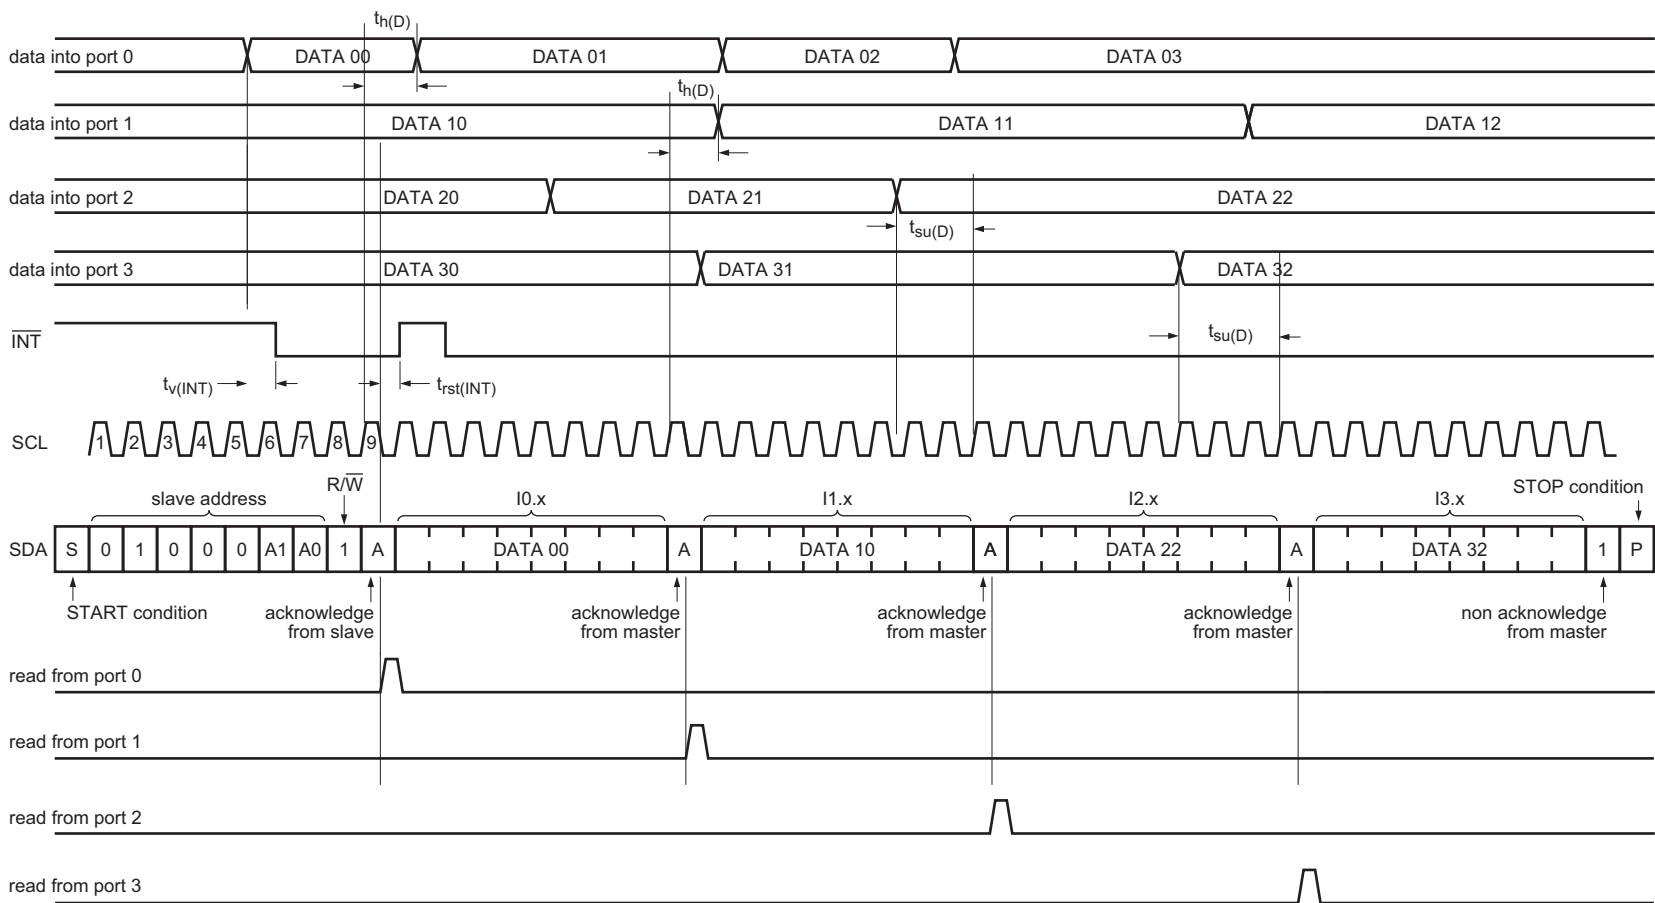 th(D)
data into port 0 DATA 00 DATA 01 DATA 02 DATA 03
th(D)
data into port 1 DATA 10 DATA 11 DATA 12
data into port 2 DATA 20 DATA 21 DATA 22
tsu(D)
data into port 3 DATA 30 DATA 31 DATA 32
INT
tsu(D)
tv(INT) trst(INT)
SCL 1 2 3 4 5 6 7 8 9
R/W
slave address I0.x I1.x I2.x I3.x STOP condition
SDA S 0 1 0 0 0 A1 A0 1 A DATA 00 A DATA 10 A DATA 22 A DATA 32 1 P
START condition acknowledge acknowledge acknowledge acknowledge non acknowledge
from slave from master from master from master from master
read from port 0
read from port 1
read from port 2
read from port 3